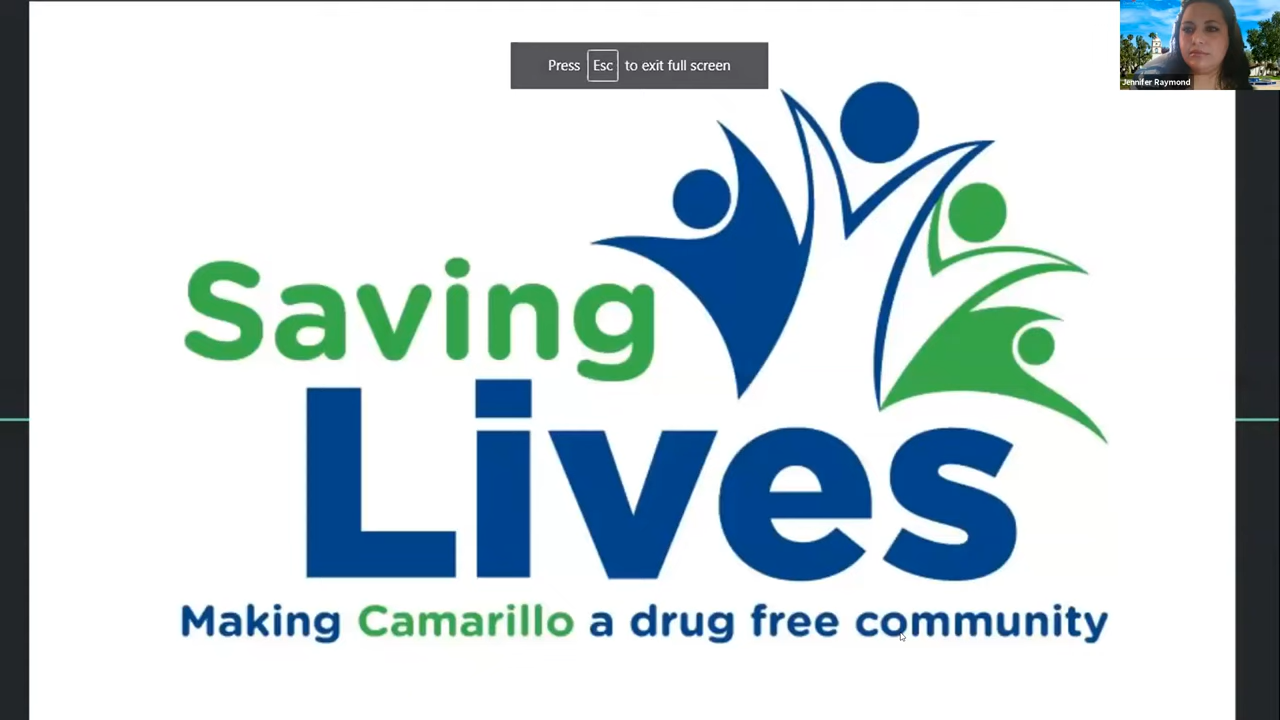 Press Esc to exit full screen
Jennifer Raymond
Saving
Lives
Making Camarillo a drug free community